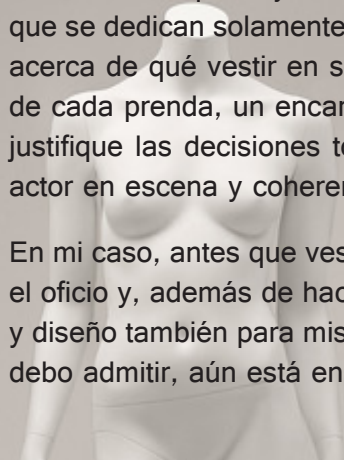 que se dedican solamente
acerca de qué vestir en s
de cada prenda, un encar
justifique las decisiones to
actor en escena y coheren
En mi caso, antes que ves
el oficio y, además de hac
y diseño también para mis
debo admitir, aún está en